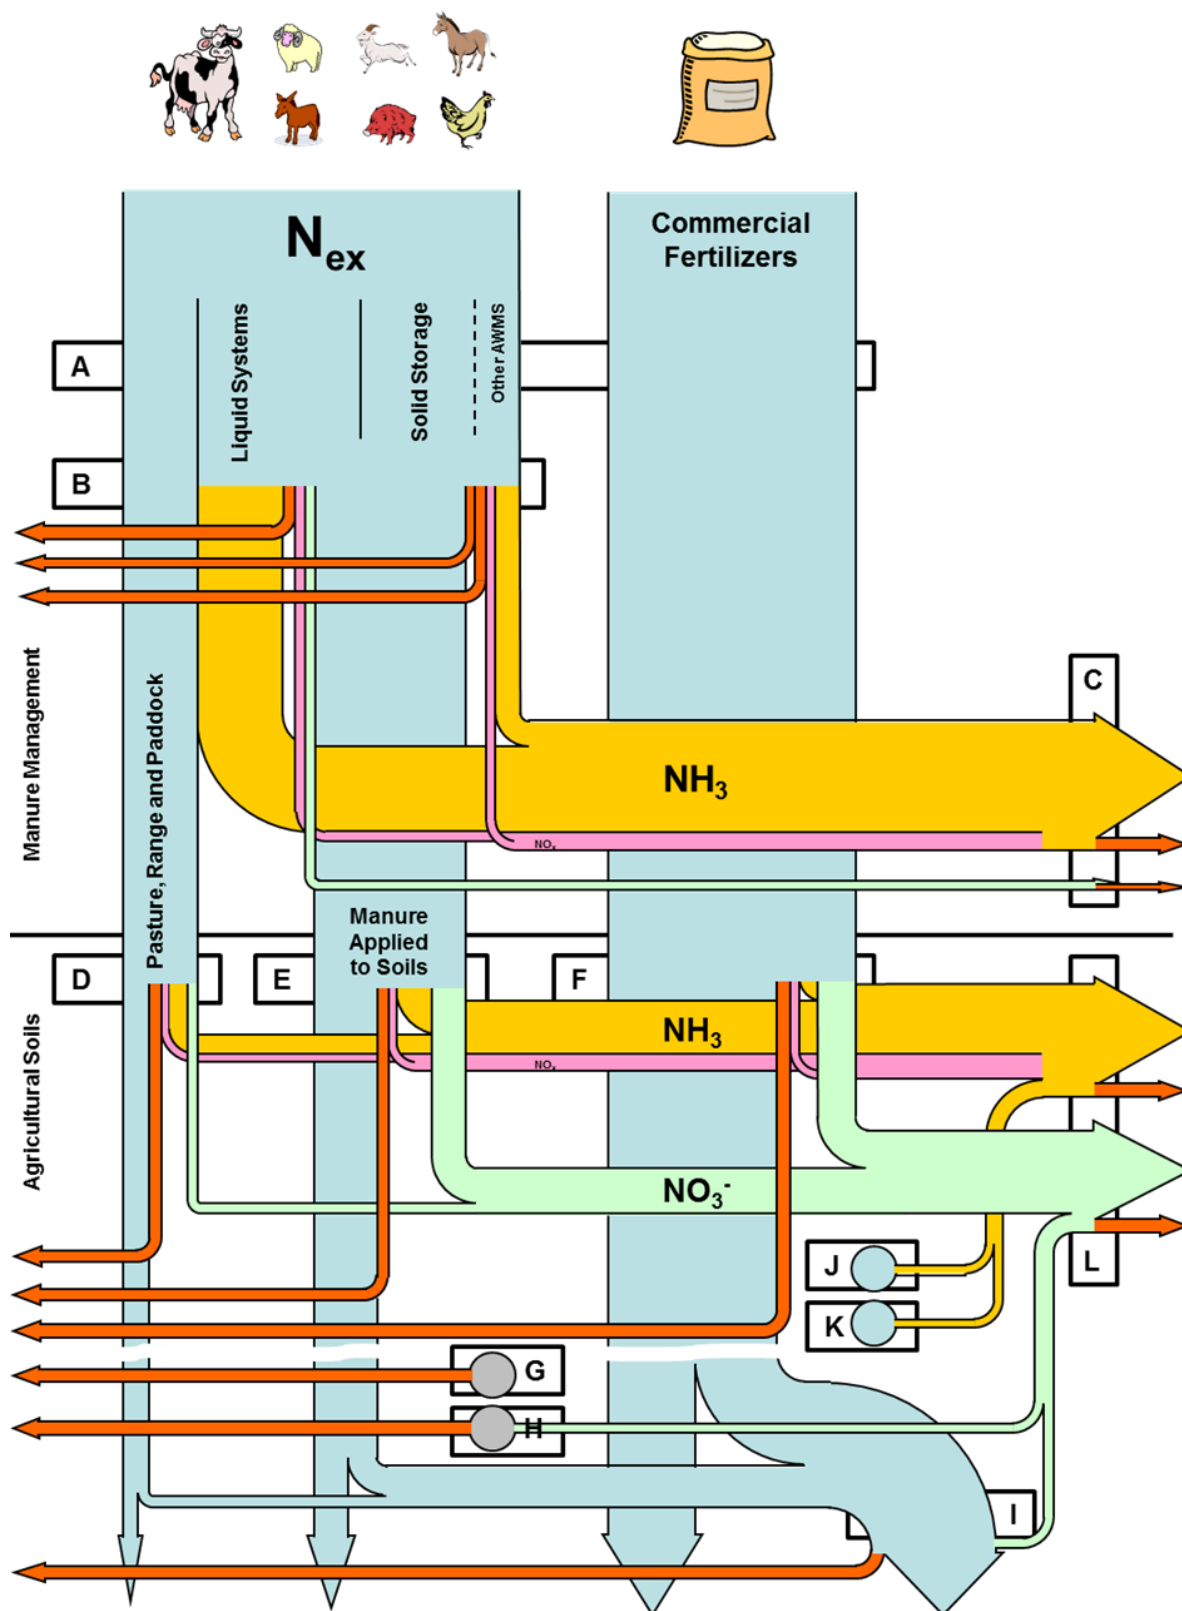 N
ex
Commercial
Fertilizers
Liquid Systems
Solid Storage
Other AWMS
A
B
Manure Management
Pasture, Range and Paddock
C
NH₃
NOₓ
Manure
Applied
to Soils
D
E
F
Agricultural Soils
NH₃
NOₓ
NO₃⁻
J
K
L
G
H
I